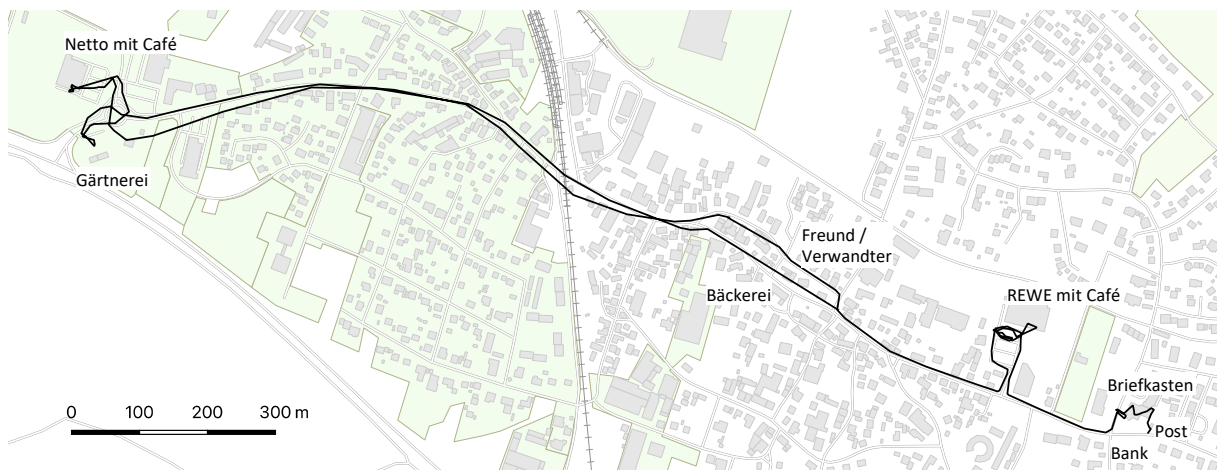 Netto mit Café
Gärtnerei
Freund /
Verwandter
Bäckerei
REWE mit Café
Briefkasten
Post
Bank
0 100 200 300 m